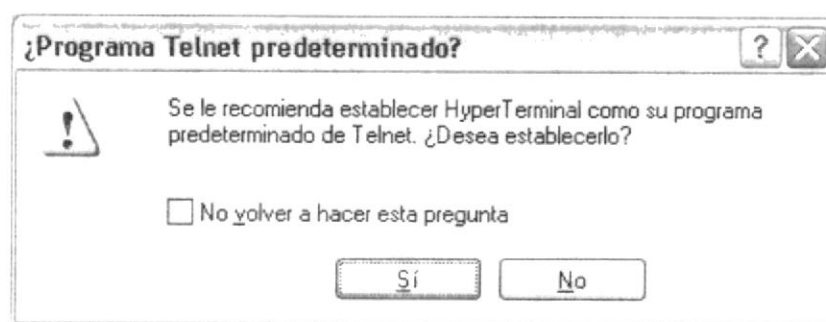 ¿Programa Telnet predeterminado?
Se le recomienda establecer HyperTerminal como su programa
predeterminado de Telnet. ¿Desea establecerlo?
No volver a hacer esta pregunta
Sí
No